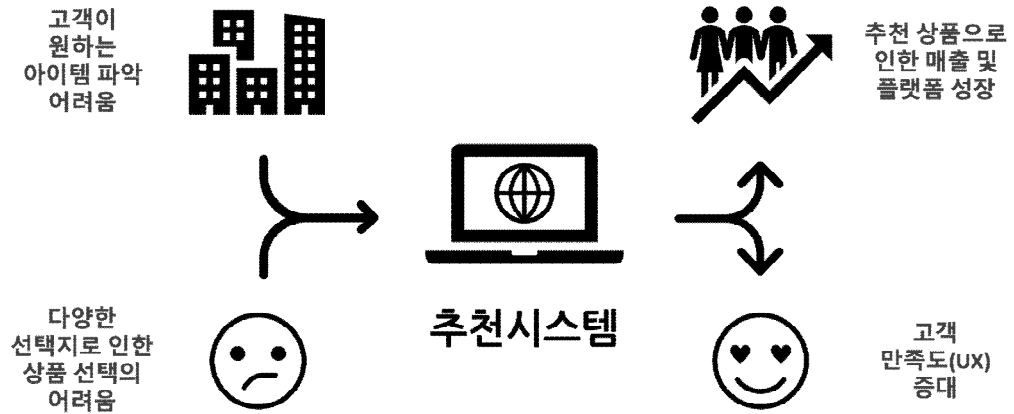 고객이
원하는
아이템 파악
어려움
추천 상품으로
인한 매출 및
플랫폼 성장
추천시스템
다양한
선택지로 인한
상품 선택의
어려움
고객
만족도(UX)
증대